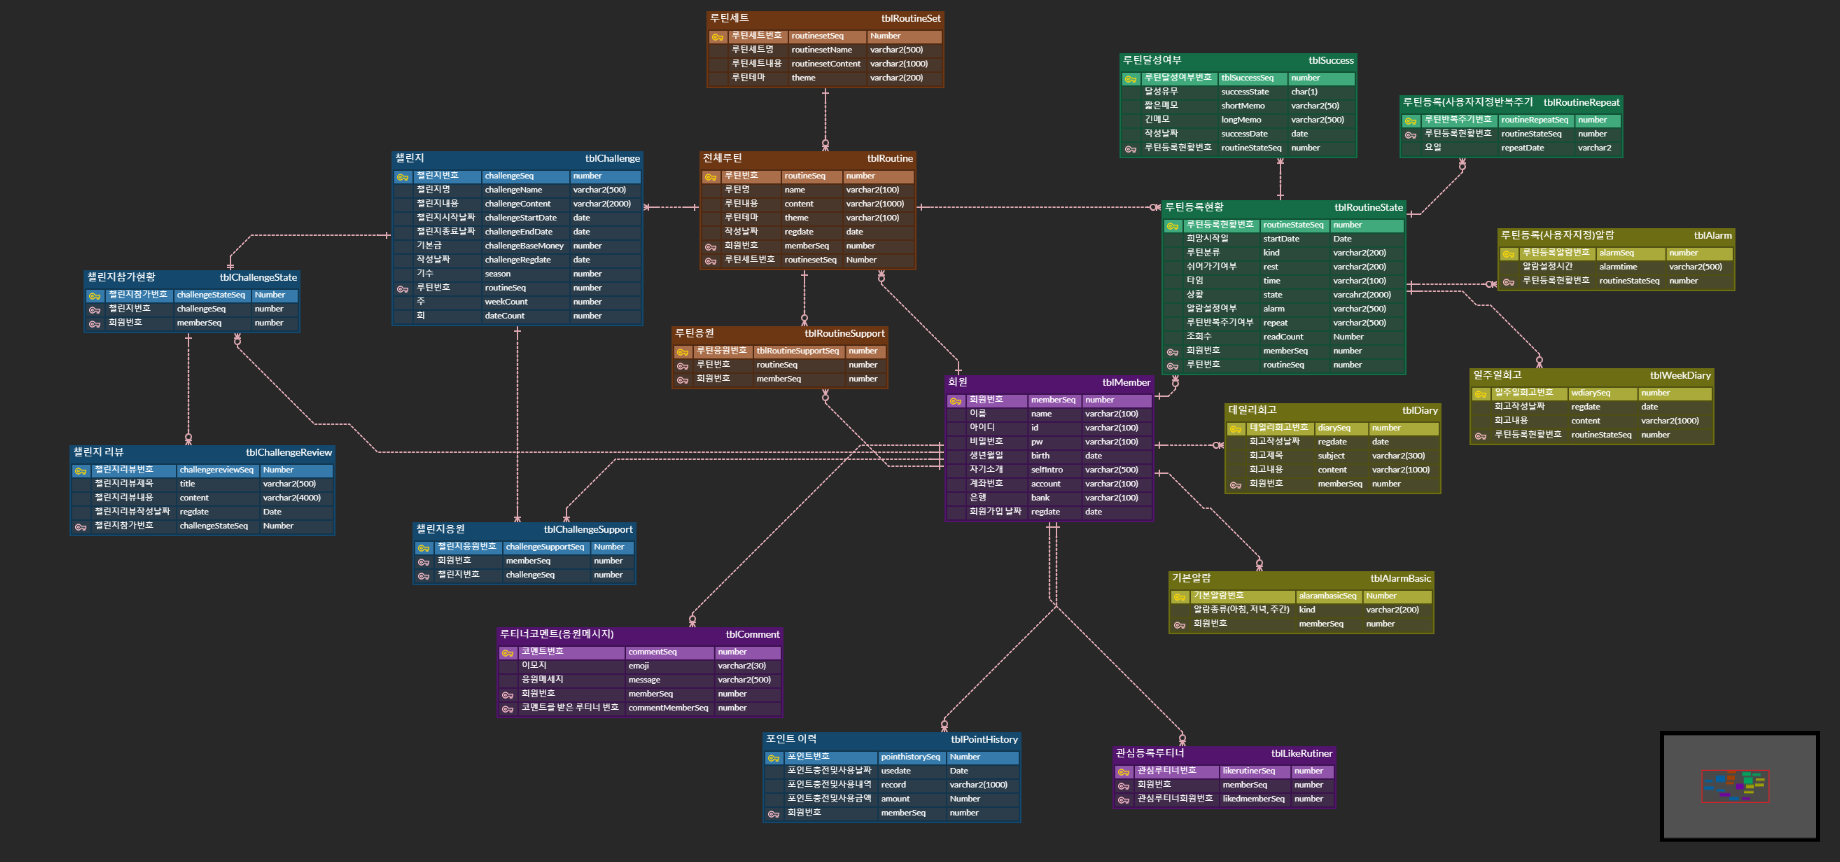 루틴세트 tblRoutineSet
루틴세트번호 routinesetSeq Number
루틴세트명 routinesetName varchar2(500)
루틴세트내용 routinesetContent varchar2(1000)
루틴테마 theme varchar2(200)
루틴달성여부 tblSuccess
루틴달성여부번호 tblSuccessSeq number
달성유무 successState char(1)
짧은메모 shortMemo varchar2(50)
긴메모 longMemo varchar2(500)
작성날짜 successDate date
루틴등록현황번호 routineStateSeq number
루틴등록(사용자지정반복주기 tblRoutineRepeat
루틴반복주기번호 routineRepeatSeq number
루틴등록현황번호 routineStateSeq number
요일 repeatDate varchar2
챌린지 tblChallenge
챌린지번호 challengeSeq number
챌린지명 challengeName varchar2(500)
챌린지내용 challengeContent varchar2(2000)
챌린지시작날짜 challengeStartDate date
챌린지종료날짜 challengeEndDate date
기본금 challengeBaseMoney number
작성날짜 challengeRegdate date
기수 season number
루틴번호 routineSeq number
주 weekCount number
회 dateCount number
전체루틴 tblRoutine
루틴번호 routineSeq number
루틴명 name varchar2(100)
루틴내용 content varchar2(1000)
루틴테마 theme varchar2(100)
작성날짜 regdate date
회원번호 memberSeq number
루틴세트번호 routinesetSeq Number
루틴등록현황 tblRoutineState
루틴등록현황번호 routineStateSeq number
희망시작일 startDate Date
루틴분류 kind varchar2(200)
쉬어가기여부 rest varchar2(200)
타임 time varchar2(100)
상황 state varcahr2(2000)
알람설정여부 alarm varchar2(500)
루틴반복주기여부 repeat varchar2(500)
조회수 readCount Number
회원번호 memberSeq number
루틴번호 routineSeq number
루틴등록(사용자지정)알람 tblAlarm
루틴등록알람번호 alarmSeq number
알람설정시간 alarmtime varchar2(500)
루틴등록현황번호 routineStateSeq number
챌린지참가현황 tblChallengeState
챌린지참가번호 challengeStateSeq Number
챌린지번호 challengeSeq number
회원번호 memberSeq number
루틴응원 tblRoutineSupport
루틴응원번호 tblRoutineSupportSeq number
루틴번호 routineSeq number
회원번호 memberSeq number
회원 tblMember
회원번호 memberSeq number
이름 name varchar2(100)
아이디 id varchar2(100)
비밀번호 pw varchar2(100)
생년월일 birth date
자기소개 selfIntro varchar2(500)
계좌번호 account varchar2(100)
은행 bank varchar2(100)
회원가입 날짜 regdate date
일주일회고 tblWeekDiary
일주일회고번호 wdiarySeq number
회고작성날짜 regdate date
회고내용 content varchar2(1000)
루틴등록현황번호 routineStateSeq number
데일리회고 tblDiary
데일리회고번호 diarySeq number
회고작성날짜 regdate date
회고제목 subject varchar2(300)
회고내용 content varchar2(1000)
회원번호 memberSeq number
챌린지 리뷰 tblChallengeReview
챌린지리뷰번호 challengereviewSeq Number
챌린지리뷰제목 title varchar2(500)
챌린지리뷰내용 content varchar2(4000)
챌린지리뷰작성날짜 regdate Date
챌린지참가번호 challengeStateSeq Number
챌린지응원 tblChallengeSupport
챌린지응원번호 challengeSupportSeq Number
회원번호 memberSeq number
챌린지번호 challengeSeq number
기본알람 tblAlarmBasic
기본알람번호 alarambasicSeq Number
알람종류(아침, 저녁, 주간) kind varchar2(200)
회원번호 memberSeq number
루티너코멘트(응원메시지) tblComment
코멘트번호 commentSeq number
이모지 emoji varchar2(30)
응원메세지 message varchar2(500)
회원번호 memberSeq number
코멘트를 받은 루티너 번호 commentMemberSeq number
포인트 이력 tblPointHistory
포인트번호 pointhistorySeq Number
포인트충전및사용날짜 usedate Date
포인트충전및사용내역 record varchar2(1000)
포인트충전및사용금액 amount Number
회원번호 memberSeq number
관심등록루티너 tblLikeRutiner
관심루티너번호 likerutinerSeq number
회원번호 memberSeq number
관심루티너회원번호 likedmemberSeq number